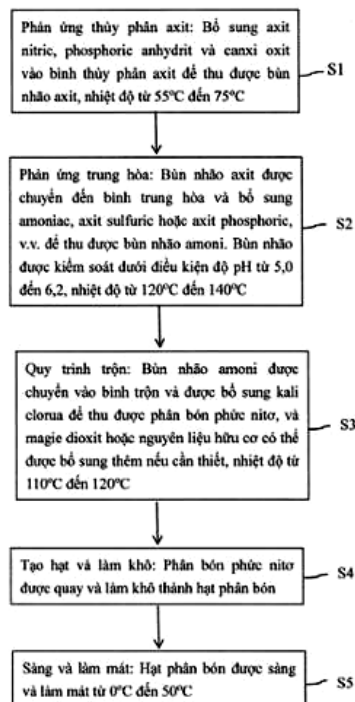 Phản ứng thủy phân axit: Bổ sung axit
nitric, phosphoric anhydrit và canxi oxit
vào bình thủy phân axit để thu được bùn
nhão axit, nhiệt độ từ 55°C đến 75°C
S1
Phản ứng trung hòa: Bùn nhão axit được
chuyển đến bình trung hòa và bổ sung
amoniac, axit sulfuric hoặc axit phosphoric,
v.v. để thu được bùn nhão amoni. Bùn nhão
được kiểm soát dưới điều kiện độ pH từ 5,0
đến 6,2, nhiệt độ từ 120°C đến 140°C
S2
Quy trình trộn: Bùn nhão amoni được
chuyển vào bình trộn và được bổ sung kali
clorua để thu được phân bón phức nitơ, và
magie dioxit hoặc nguyên liệu hữu cơ có thể
được bổ sung thêm nếu cần thiết, nhiệt độ từ
110°C đến 120°C
S3
Tạo hạt và làm khô: Phân bón phức nitơ
được quay và làm khô thành hạt phân bón
S4
Sàng và làm mát: Hạt phân bón được sàng
và làm mát từ 0°C đến 50°C
S5